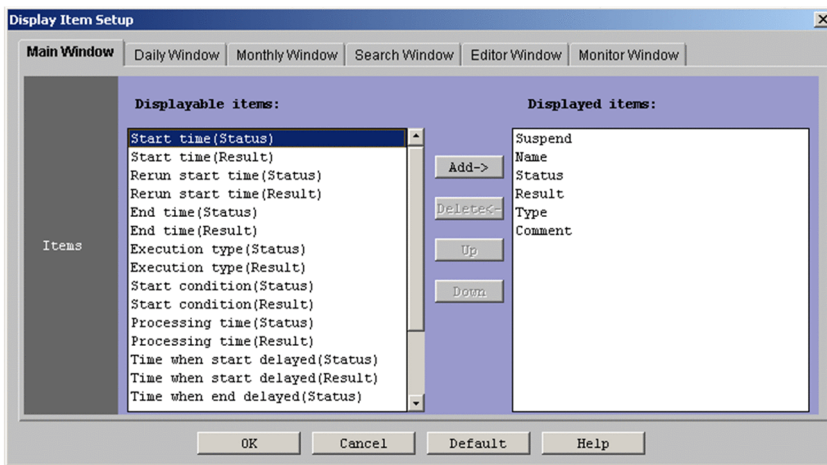 Display Item Setup
Main Window Daily Window Monthly Window Search Window Editor Window Monitor Window
Items
Displayable items:
Start time(Status)
Start time(Result)
Rerun start time(Status)
Rerun start time(Result)
End time(Status)
End time(Result)
Execution type(Status)
Execution type(Result)
Start condition(Status)
Start condition(Result)
Processing time(Status)
Processing time(Result)
Time when start delayed(Status)
Time when start delayed(Result)
Time when end delayed(Status)
Add->
Delete<-
Up
Down
Displayed items:
Suspend
Name
Status
Result
Type
Comment
OK Cancel Default Help